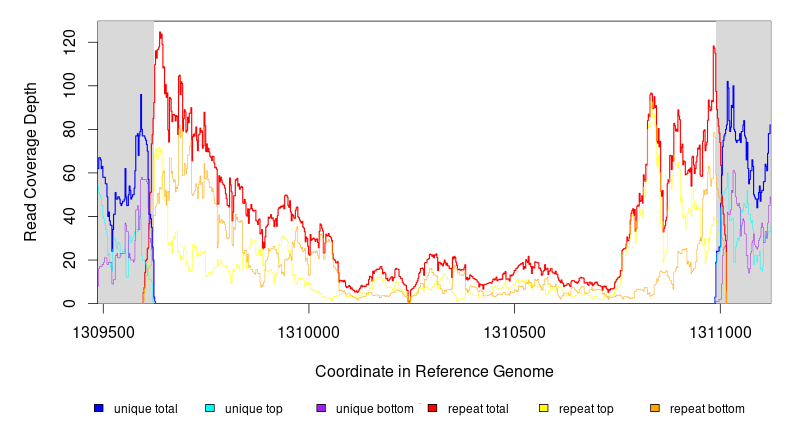 Read Coverage Depth
120
100
80
60
40
20
0
1309500 1310000 1310500 1311000
Coordinate in Reference Genome
unique total unique top unique bottom repeat total repeat top repeat bottom